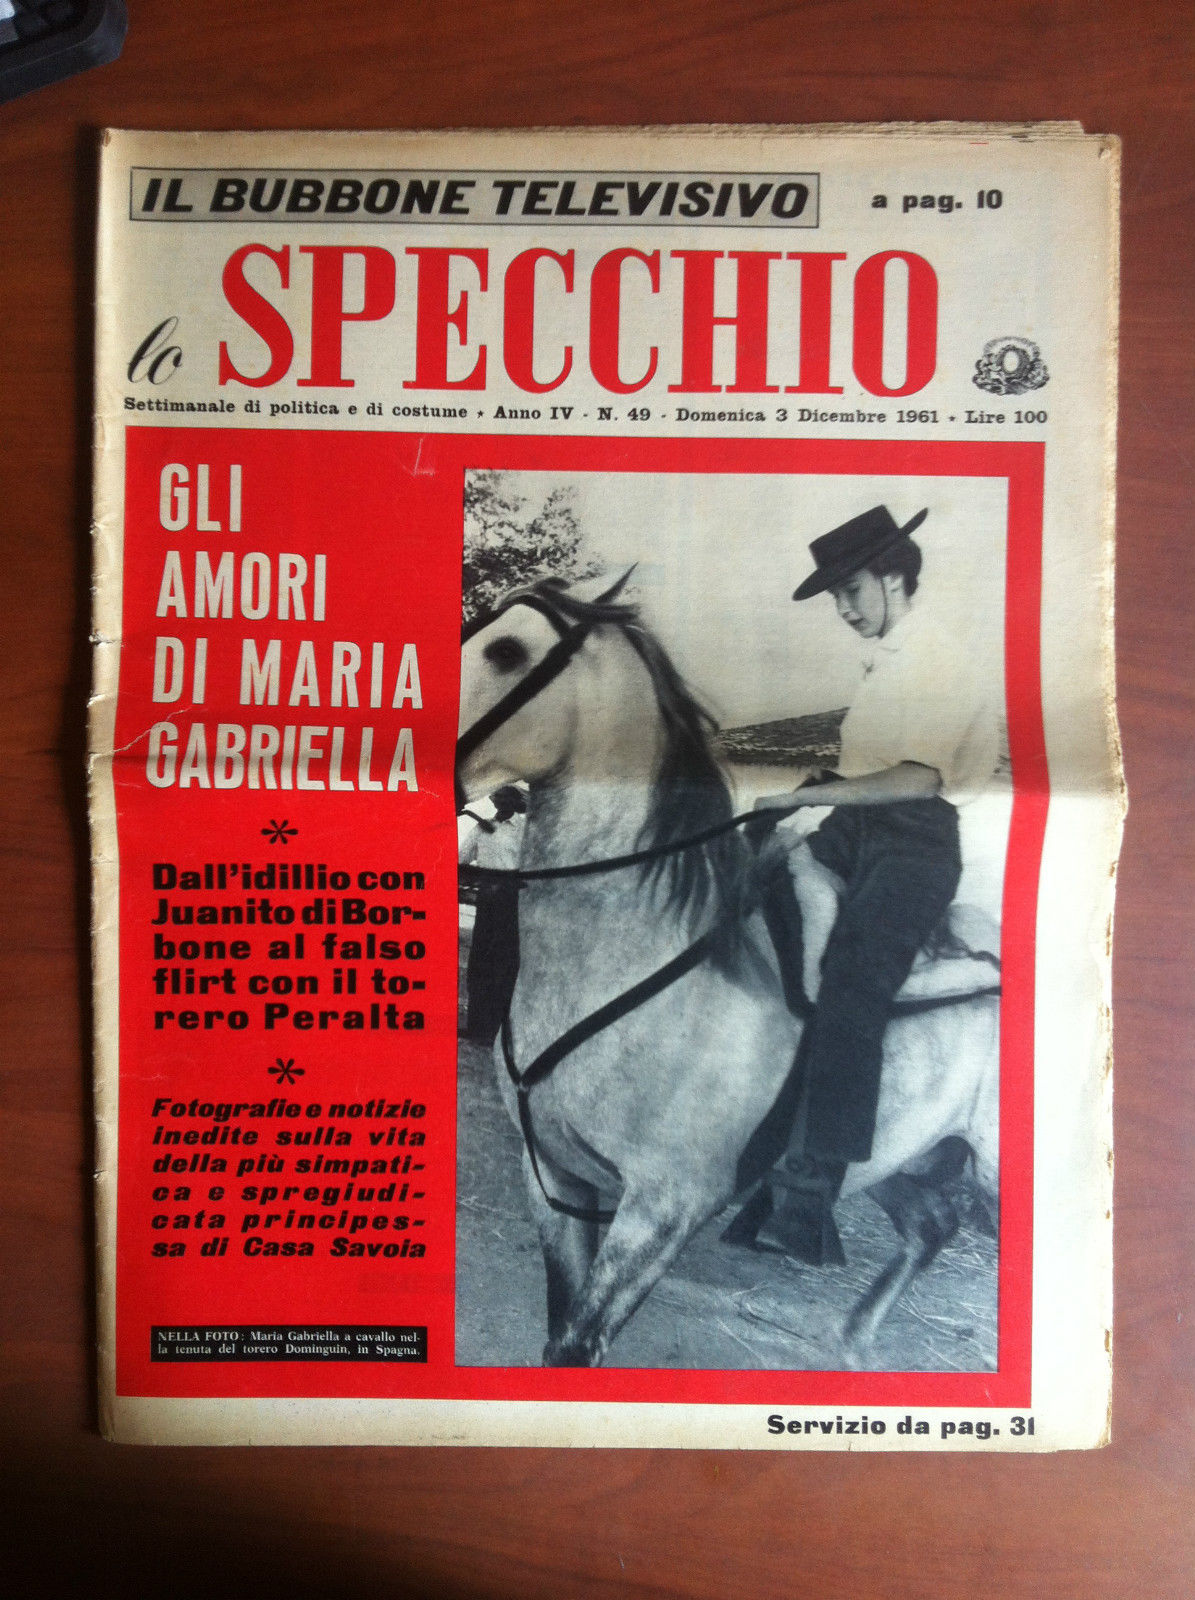 IL BUBBONE TELEVISIVO a pag. 10
lo SPECCHIO
Settimanale di politica e di costume ★ Anno IV - N. 49 - Domenica 3 Dicembre 1961 ★ Lire 100
GLI
AMORI
DI MARIA
GABRIELLA
*
Dall'idillio con
Juanito di Bor-
bone al falso
flirt con il to-
rero Peralta
*
Fotografie e notizie
inedite sulla vita
della più simpati-
ca e spregiudi-
cata principes-
sa di Casa Savoia
NELLA FOTO: Maria Gabriella a cavallo nel-
la tenuta del torero Dominguin, in Spagna.
Servizio da pag. 31